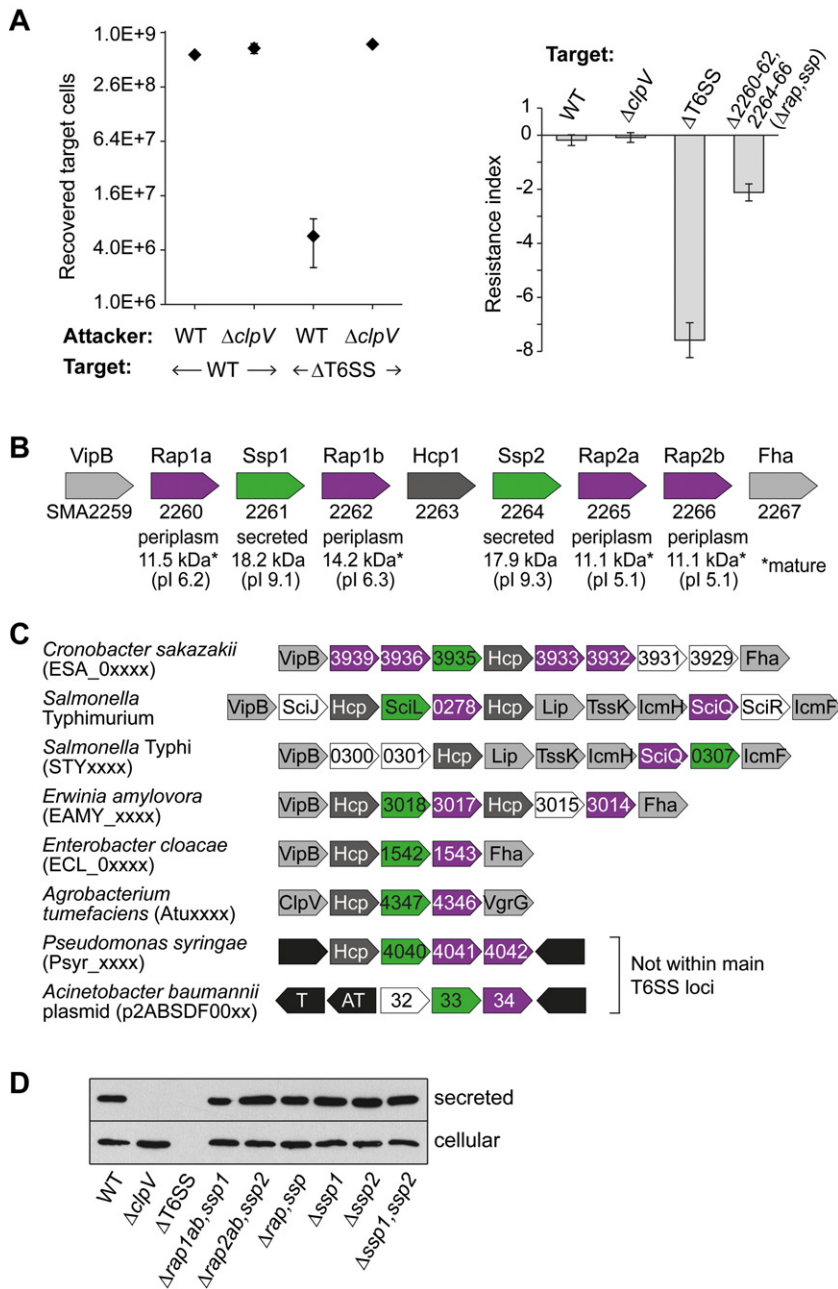 A
Recovered target cells
1.0E+9
2.6E+8
6.4E+7
1.6E+7
4.0E+6
1.0E+6
Attacker: WT ΔclpV WT ΔclpV
Target: ←— WT —→ ←ΔT6SS →
Target:
WT
ΔclpV
ΔT6SS
Δ2260-62,
2264-66
(Δrap,ssp)
Resistance index
1
0
-2
-4
-6
-8
B
VipB Rap1a Ssp1 Rap1b Hcp1 Ssp2 Rap2a Rap2b Fha
SMA2259 2260 2261 2262 2263 2264 2265 2266 2267
periplasm secreted periplasm secreted periplasm periplasm
11.5 kDa* 18.2 kDa 14.2 kDa* 17.9 kDa 11.1 kDa* 11.1 kDa* *mature
(pI 6.2) (pI 9.1) (pI 6.3) (pI 9.3) (pI 5.1) (pI 5.1)
C
Cronobacter sakazakii
(ESA_0xxxx)
VipB 3939 3936 3935 Hcp 3933 3932 3931 3929 Fha
Salmonella
Typhimurium
VipB SciJ Hcp SciL 0278 Hcp Lip TssK IcmH SciQ SciR IcmF
Salmonella Typhi
(STYxxxx)
VipB 0300 0301 Hcp Lip TssK IcmH SciQ 0307 IcmF
Erwinia amylovora
(EAMY_xxxx)
VipB Hcp 3018 3017 Hcp 3015 3014 Fha
Enterobacter cloacae
(ECL_0xxxx)
VipB Hcp 1542 1543 Fha
Agrobacterium
tumefaciens (Atuxxxx)
ClpV Hcp 4347 4346 VgrG
Pseudomonas syringae
(Psyr_xxxx)
Hcp 4040 4041 4042
Acinetobacter baumannii
plasmid (p2ABSDF00xx)
T AT 32 33 34
Not within main
T6SS loci
D
secreted
cellular
WT
ΔclpV
ΔT6SS
Δrap1ab,ssp1
Δrap2ab,ssp2
Δrap,ssp
Δssp1
Δssp2
Δssp1,ssp2